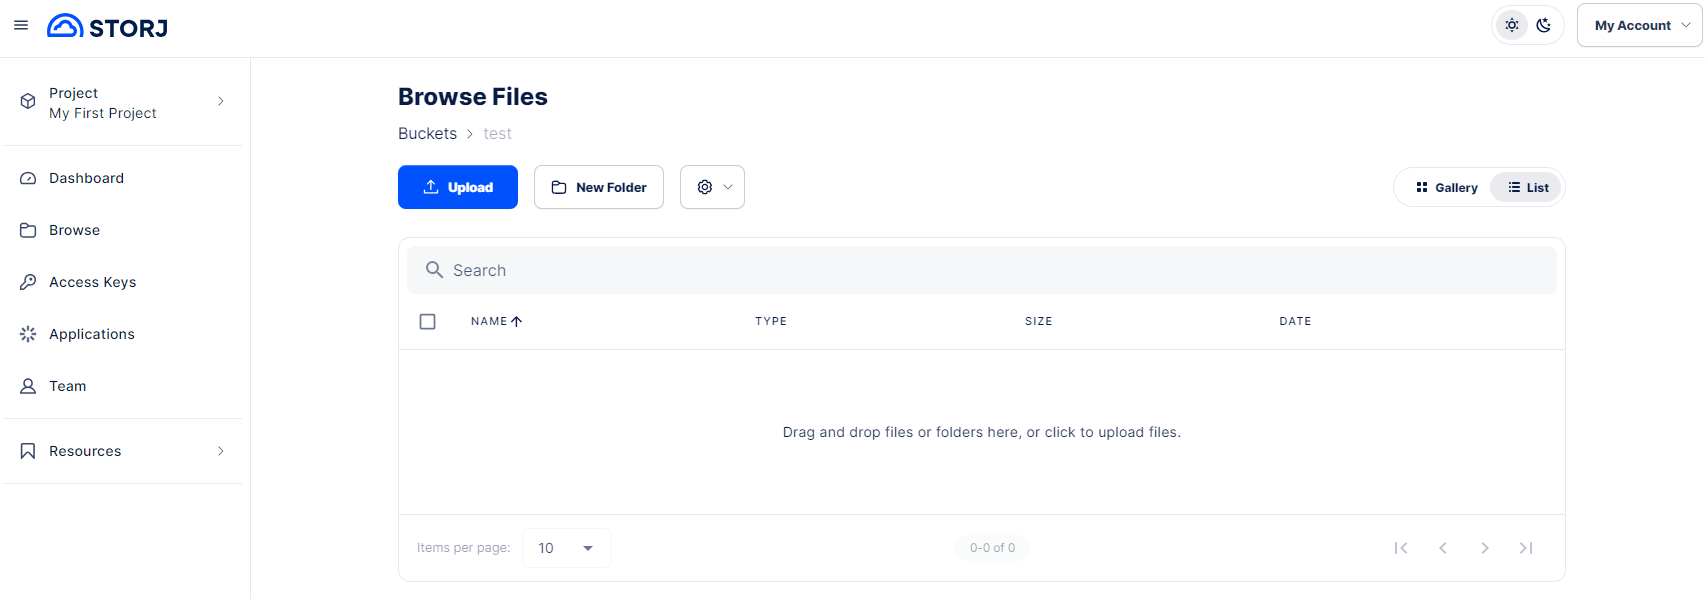 STORJ
My Account
Project
My First Project
Dashboard
Browse
Access Keys
Applications
Team
Resources
Browse Files
Buckets > test
Upload
New Folder
Gallery
List
Search
NAME TYPE SIZE DATE
Drag and drop files or folders here, or click to upload files.
Items per page: 10 0-0 of 0